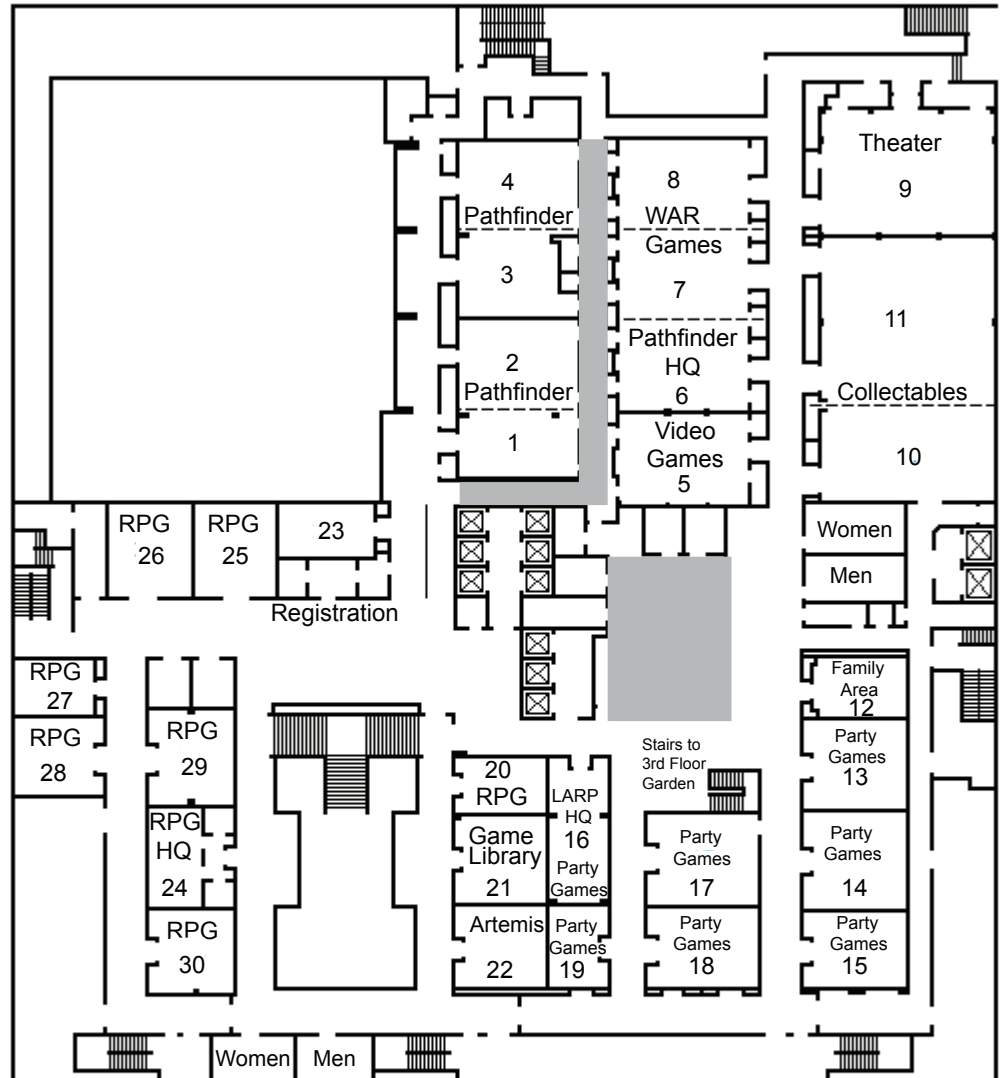 Theater
9
4
Pathfinder
3
8
WAR
Games
7
11
2
Pathfinder
1
Pathfinder
HQ
6
Collectables
Video
Games
5
10
RPG
26
RPG
25
23
Women
Men
Registration
RPG
27
RPG
28
RPG
29
RPG
HQ
24
RPG
30
20
RPG
Game
Library
21
Artemis
22
LARP
HQ
16
Party
Games
Party
Games
19
Stairs to
3rd Floor
Garden
Party
Games
17
Party
Games
18
Family
Area
12
Party
Games
13
Party
Games
14
Party
Games
15
Women
Men